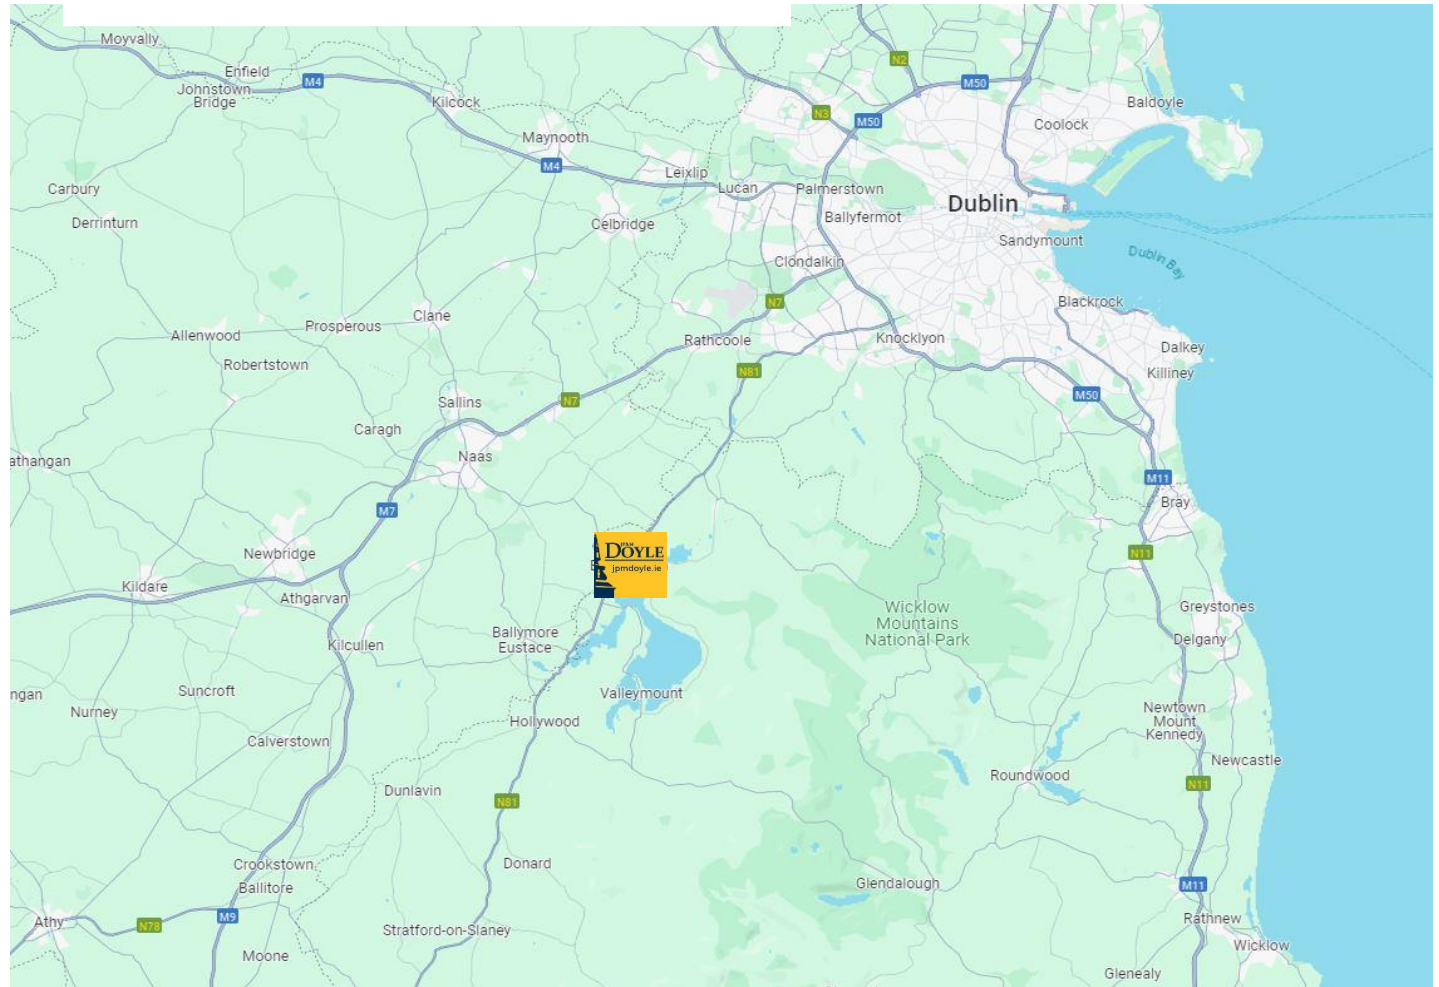 Moyvally
Enfield
Johnstown
Bridge
M4
Kilcock
N2
M50
M50
N3
Baldoyle
Coolock
Maynooth
M4
Leixlip
Lucan
Palmerstown
Carbury
Derrinturn
Celbridge
Ballyfermot
Dublin
Sandymount
Dublin Bay
Clondalkin
N7
Blackrock
Clane
Prosperous
Allenwood
Rathcoole
Knocklyon
Dalkey
Killiney
Robertstown
N81
M50
Sallins
N7
Caragh
Naas
athangan
M11
Bray
M7
Newbridge
JP&M
DOYLE
jpmdoyle.ie
N11
Kildare
Athgarvan
Greystones
Wicklow
Mountains
National Park
Delgany
Kilcullen
Ballymore
Eustace
Suncroft
ngan
Nurney
Valleymount
Hollywood
Newtown
Mount
Kennedy
Calverstown
Newcastle
Roundwood
Dunlavin
N81
N11
Crookstown
Donard
Ballitore
Glendalough
M11
Athy
N78
M9
Stratford-on-Slaney
Rathnew
Wicklow
Moone
Glenealy